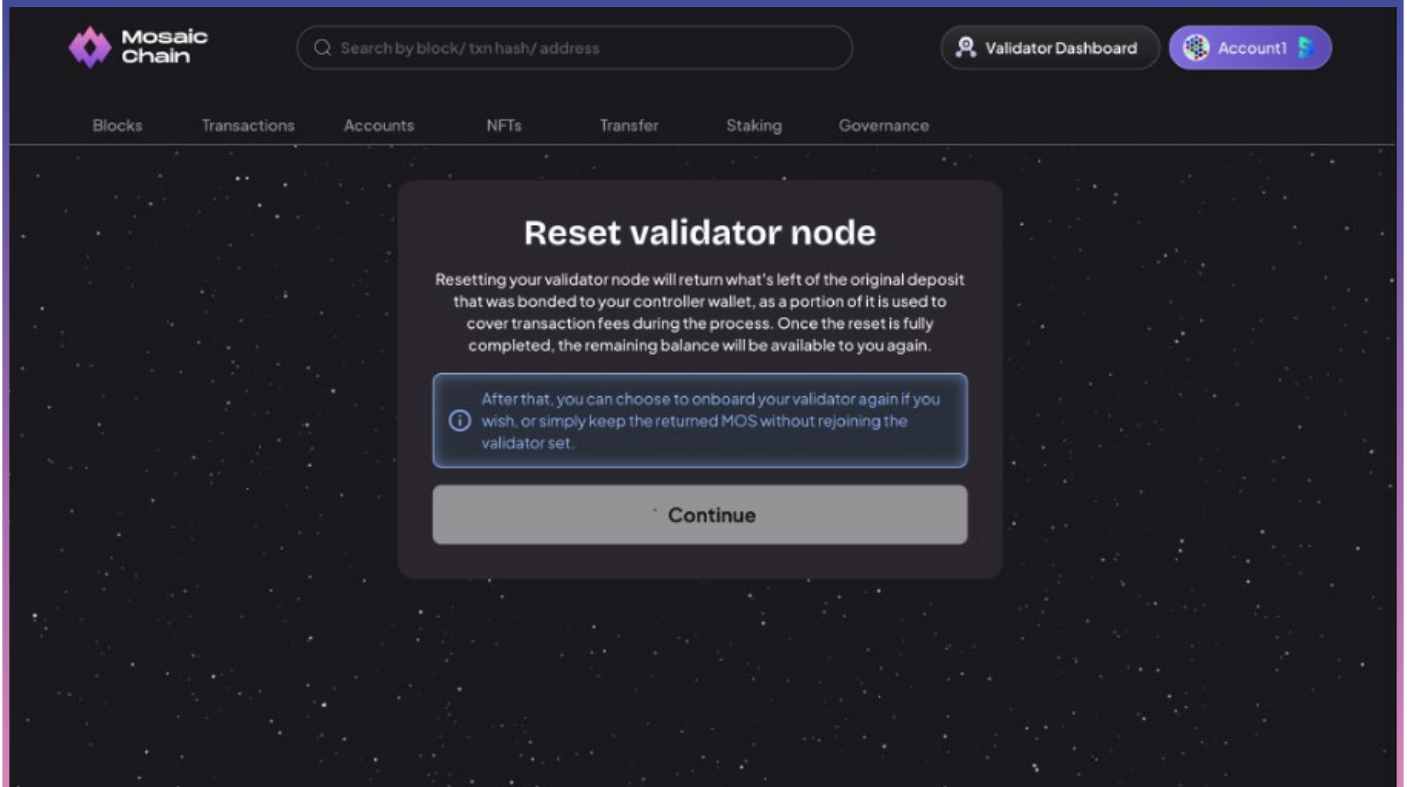 Mosaic
Chain
Search by block/ txn hash/ address
Validator Dashboard
Account1
Blocks
Transactions
Accounts
NFTs
Transfer
Staking
Governance
Reset validator node
Resetting your validator node will return what's left of the original deposit
that was bonded to your controller wallet, as a portion of it is used to
cover transaction fees during the process. Once the reset is fully
completed, the remaining balance will be available to you again.
After that, you can choose to onboard your validator again if you
wish, or simply keep the returned MOS without rejoining the
validator set.
Continue